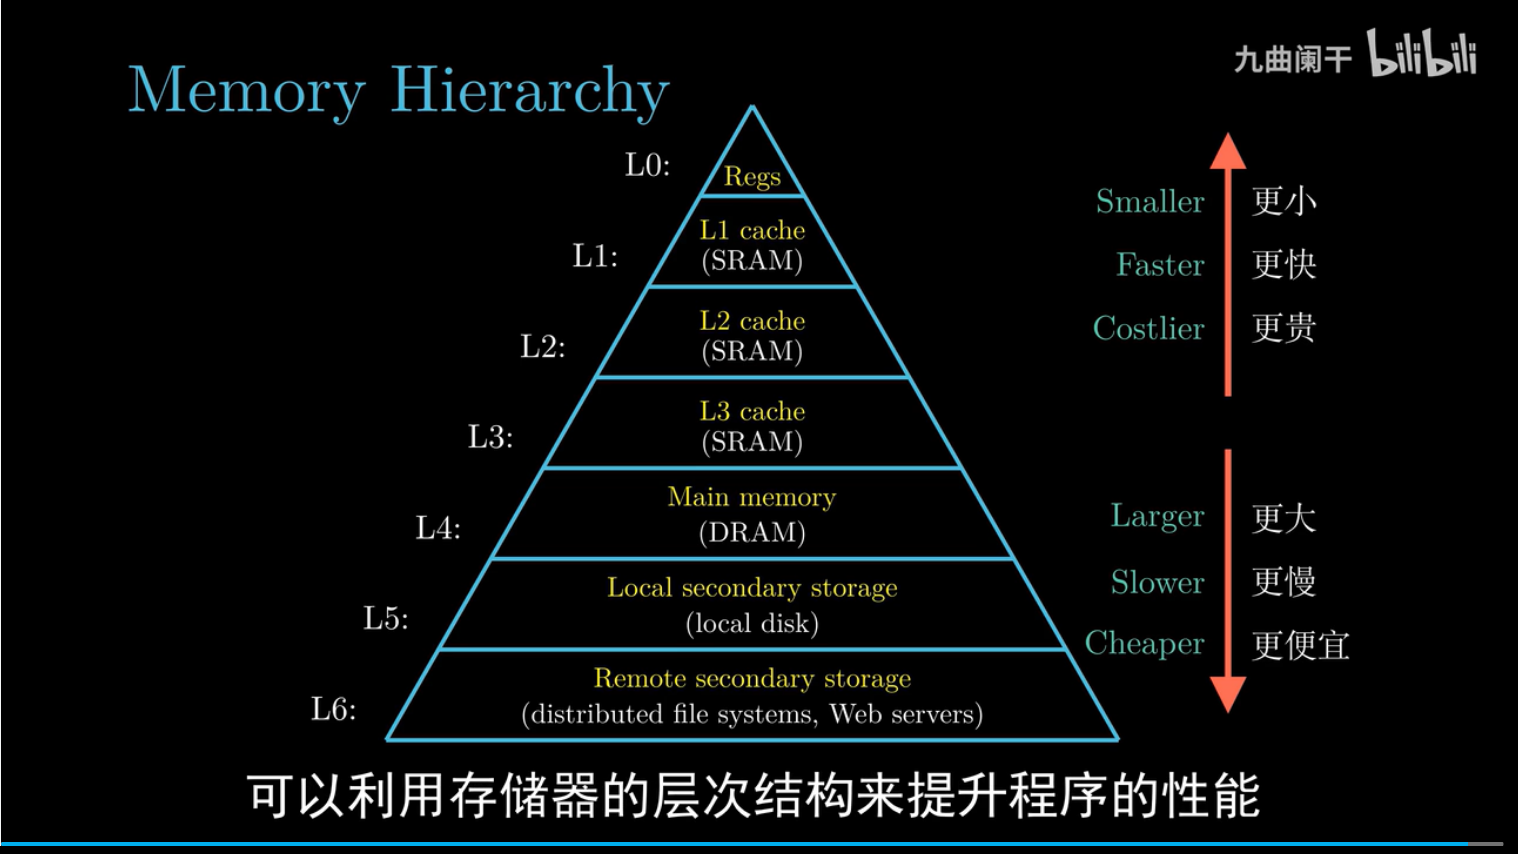 九曲阑干 bilibili
Memory Hierarchy
L0:
Regs
L1:
L1 cache
(SRAM)
L2:
L2 cache
(SRAM)
L3:
L3 cache
(SRAM)
L4:
Main memory
(DRAM)
L5:
Local secondary storage
(local disk)
L6:
Remote secondary storage
(distributed file systems, Web servers)
Smaller 更小
Faster 更快
Costlier 更贵
Larger 更大
Slower 更慢
Cheaper 更便宜
可以利用存储器的层次结构来提升程序的性能